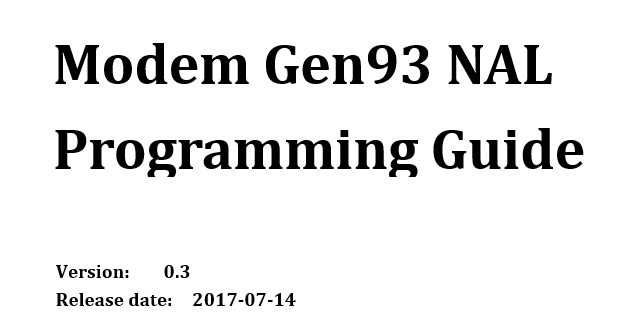 Modem Gen93 NAL
Programming Guide
Version: 0.3
Release date: 2017-07-14